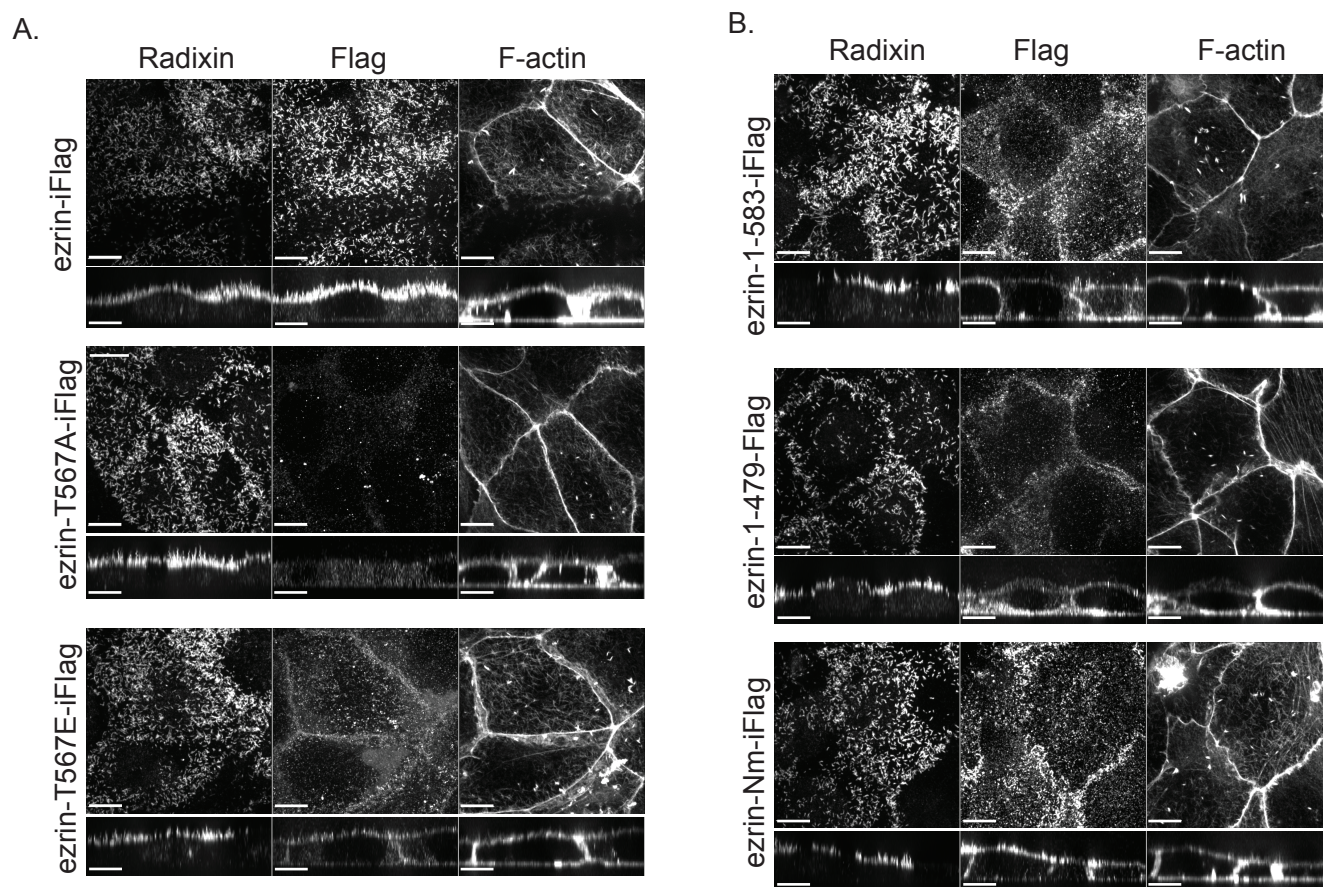 A.
Radixin Flag F-actin
ezrin-iFlag
ezrin-T567A-iFlag
ezrin-T567E-iFlag
B.
Radixin Flag F-actin
ezrin-1-583-iFlag
ezrin-1-479-Flag
ezrin-Nm-iFlag